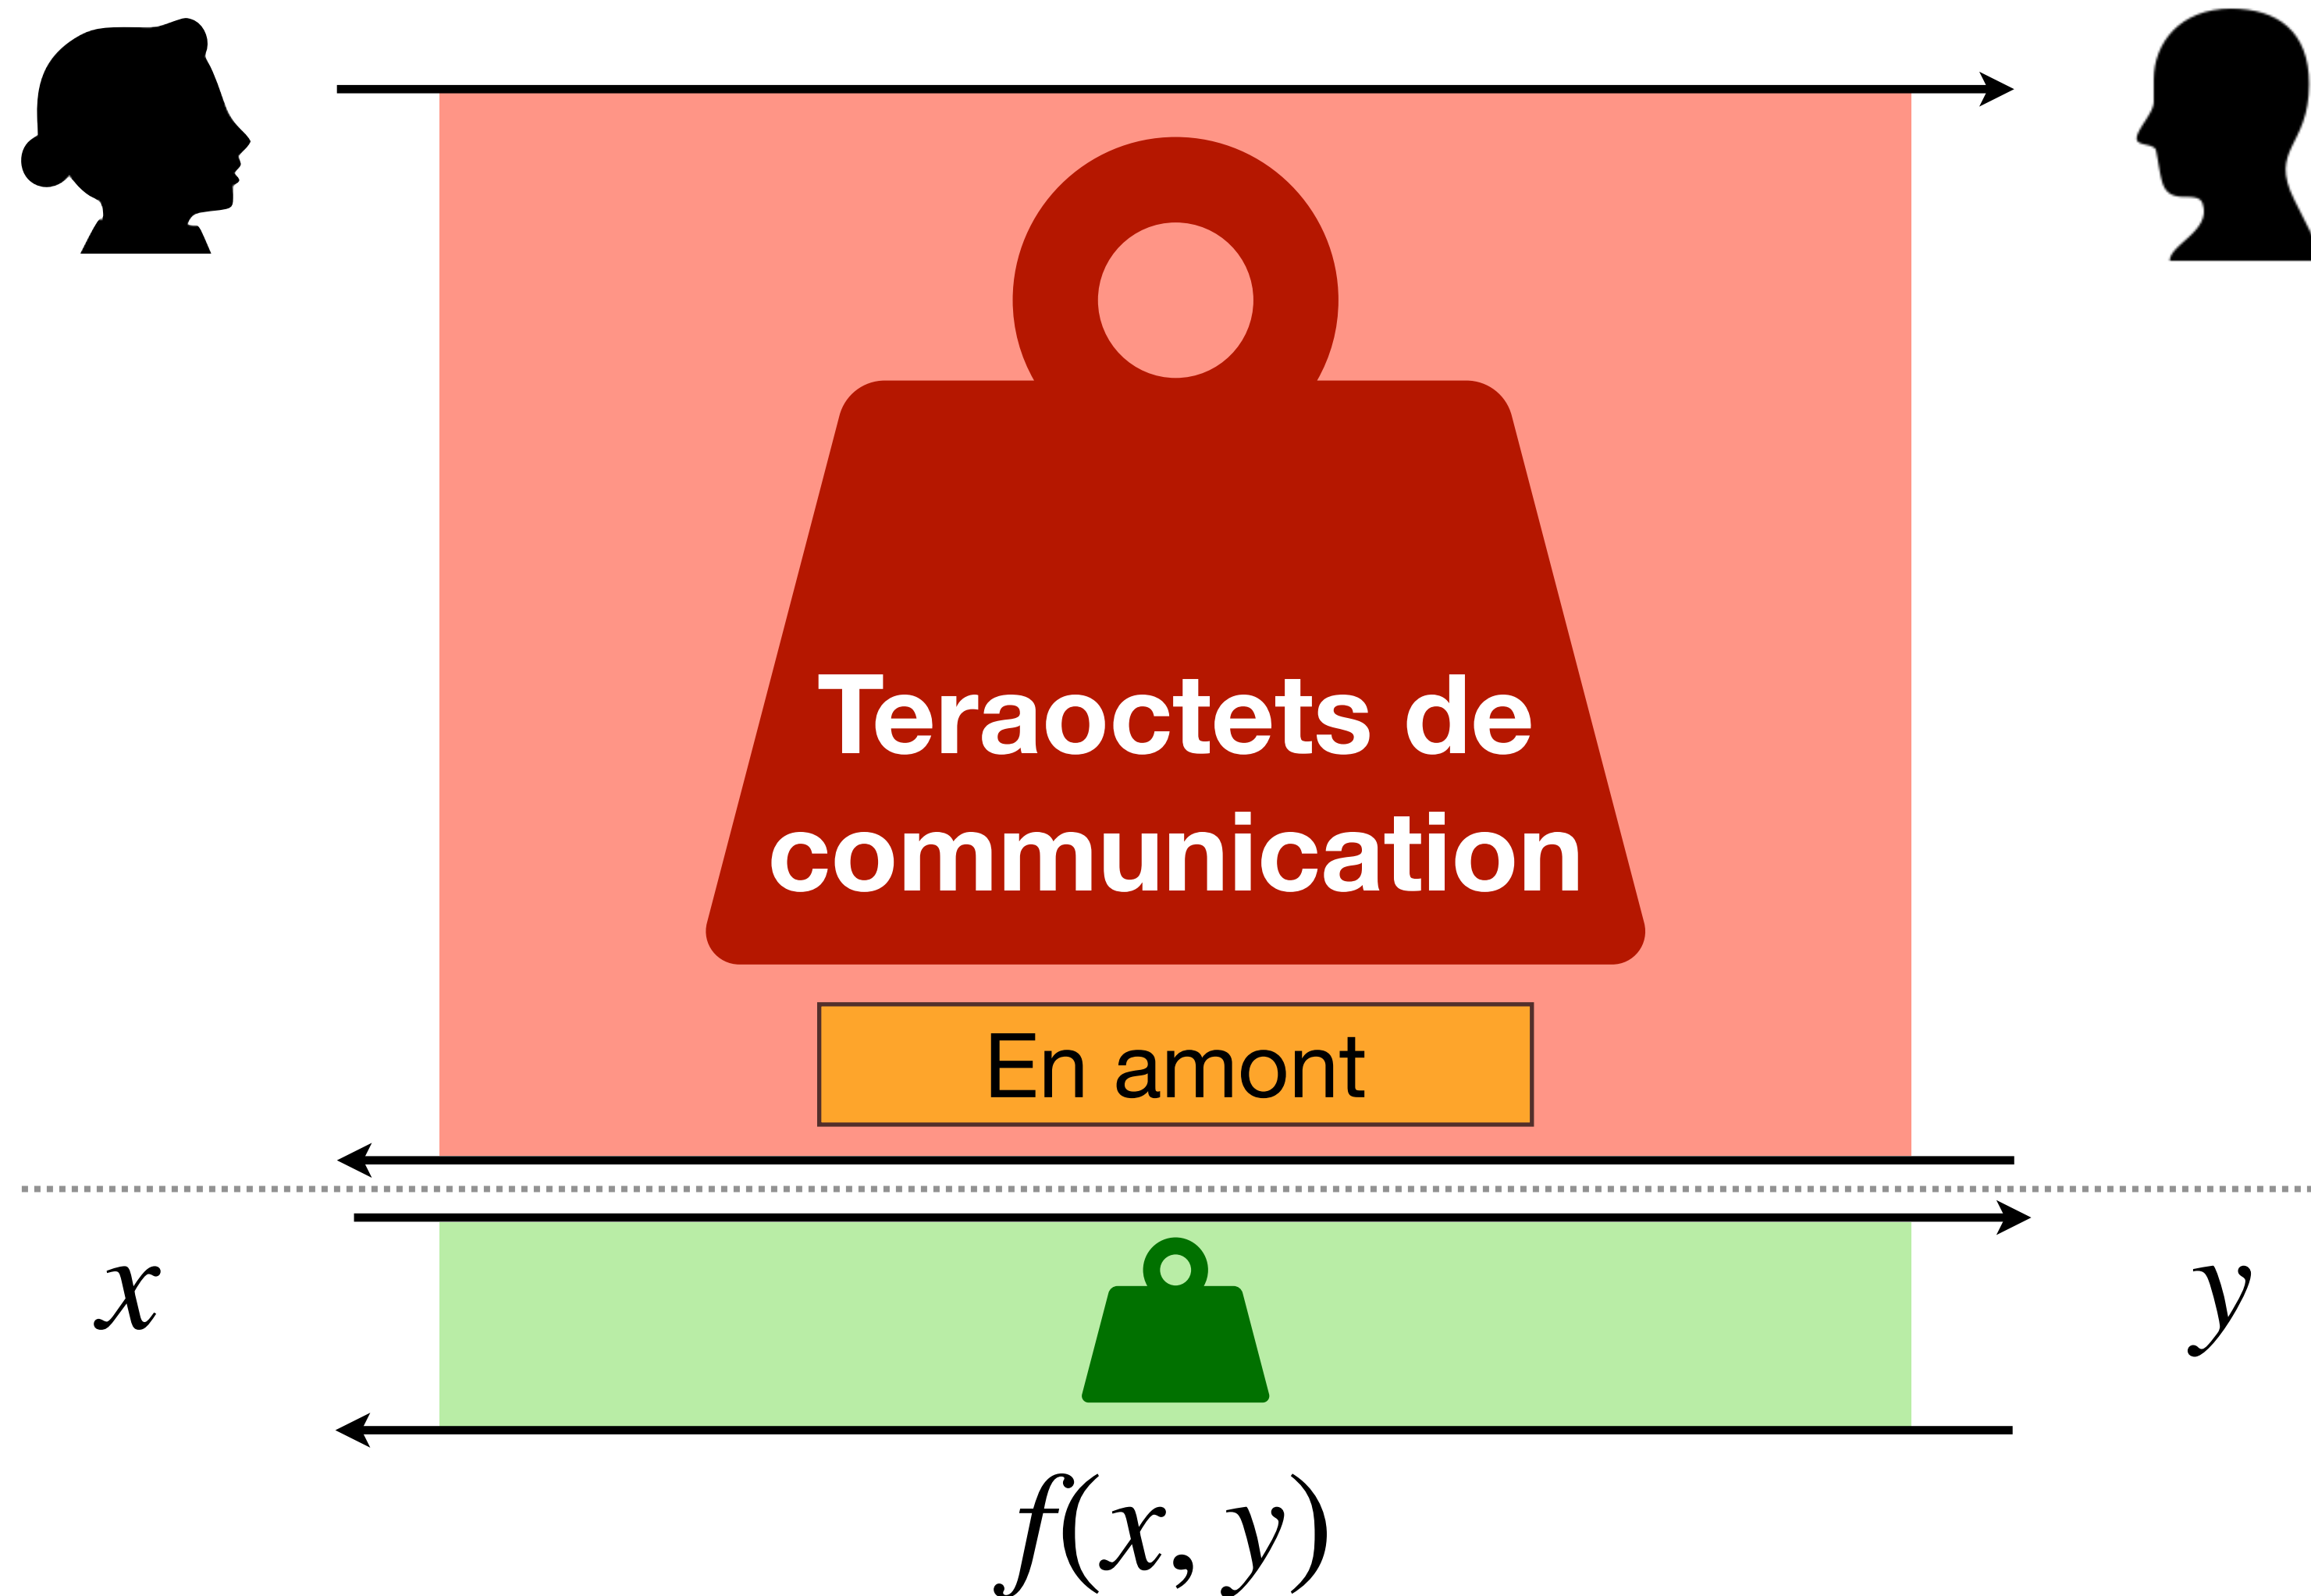 Teraoctets de
communication
En amont
x
y
f(x, y)